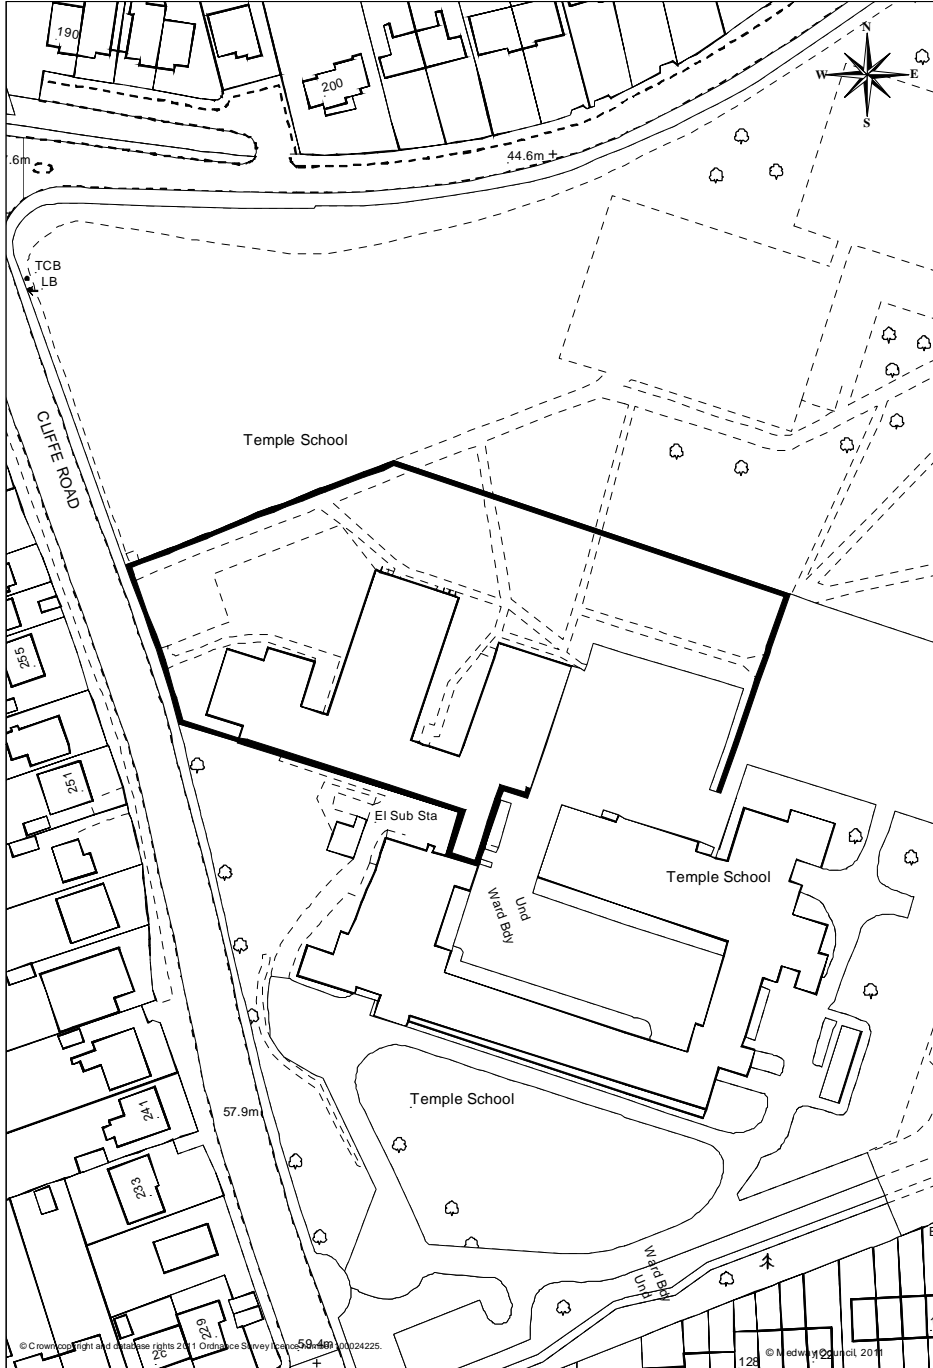 190
200
N
W E
S
44.6m
.6m
TCB
LB
CLIFFE ROAD
Temple School
255
251
El Sub Sta
Temple School
Und
Ward Bdy
Temple School
241
57.9m
233
Ward Bdy
Und
229
2c
59.4m
128
122
© Crown copyright and database rights 2011 Ordnance Survey licence number 100024225.
© Medway Council, 2011